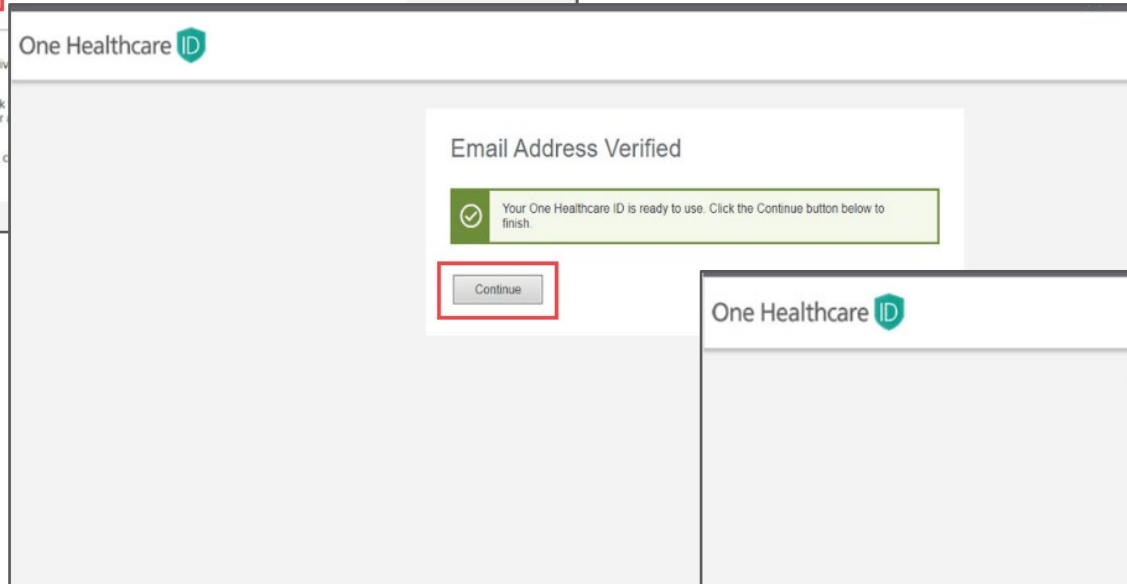 One Healthcare ID
Email Address Verified
Your One Healthcare ID is ready to use. Click the Continue button below to
finish.
Continue
One Healthcare ID